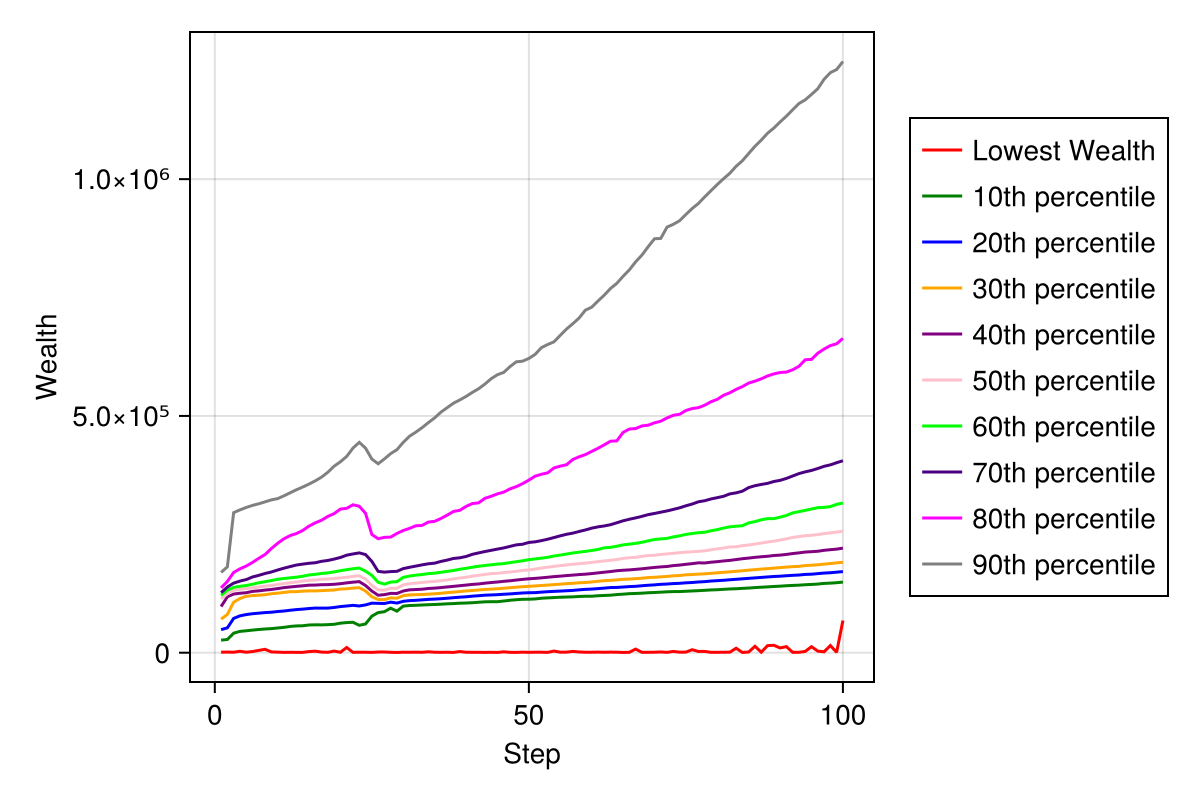 1.0×10⁶
5.0×10⁵
0
Wealth
0
50
100
Step
Lowest Wealth
10th percentile
20th percentile
30th percentile
40th percentile
50th percentile
60th percentile
70th percentile
80th percentile
90th percentile